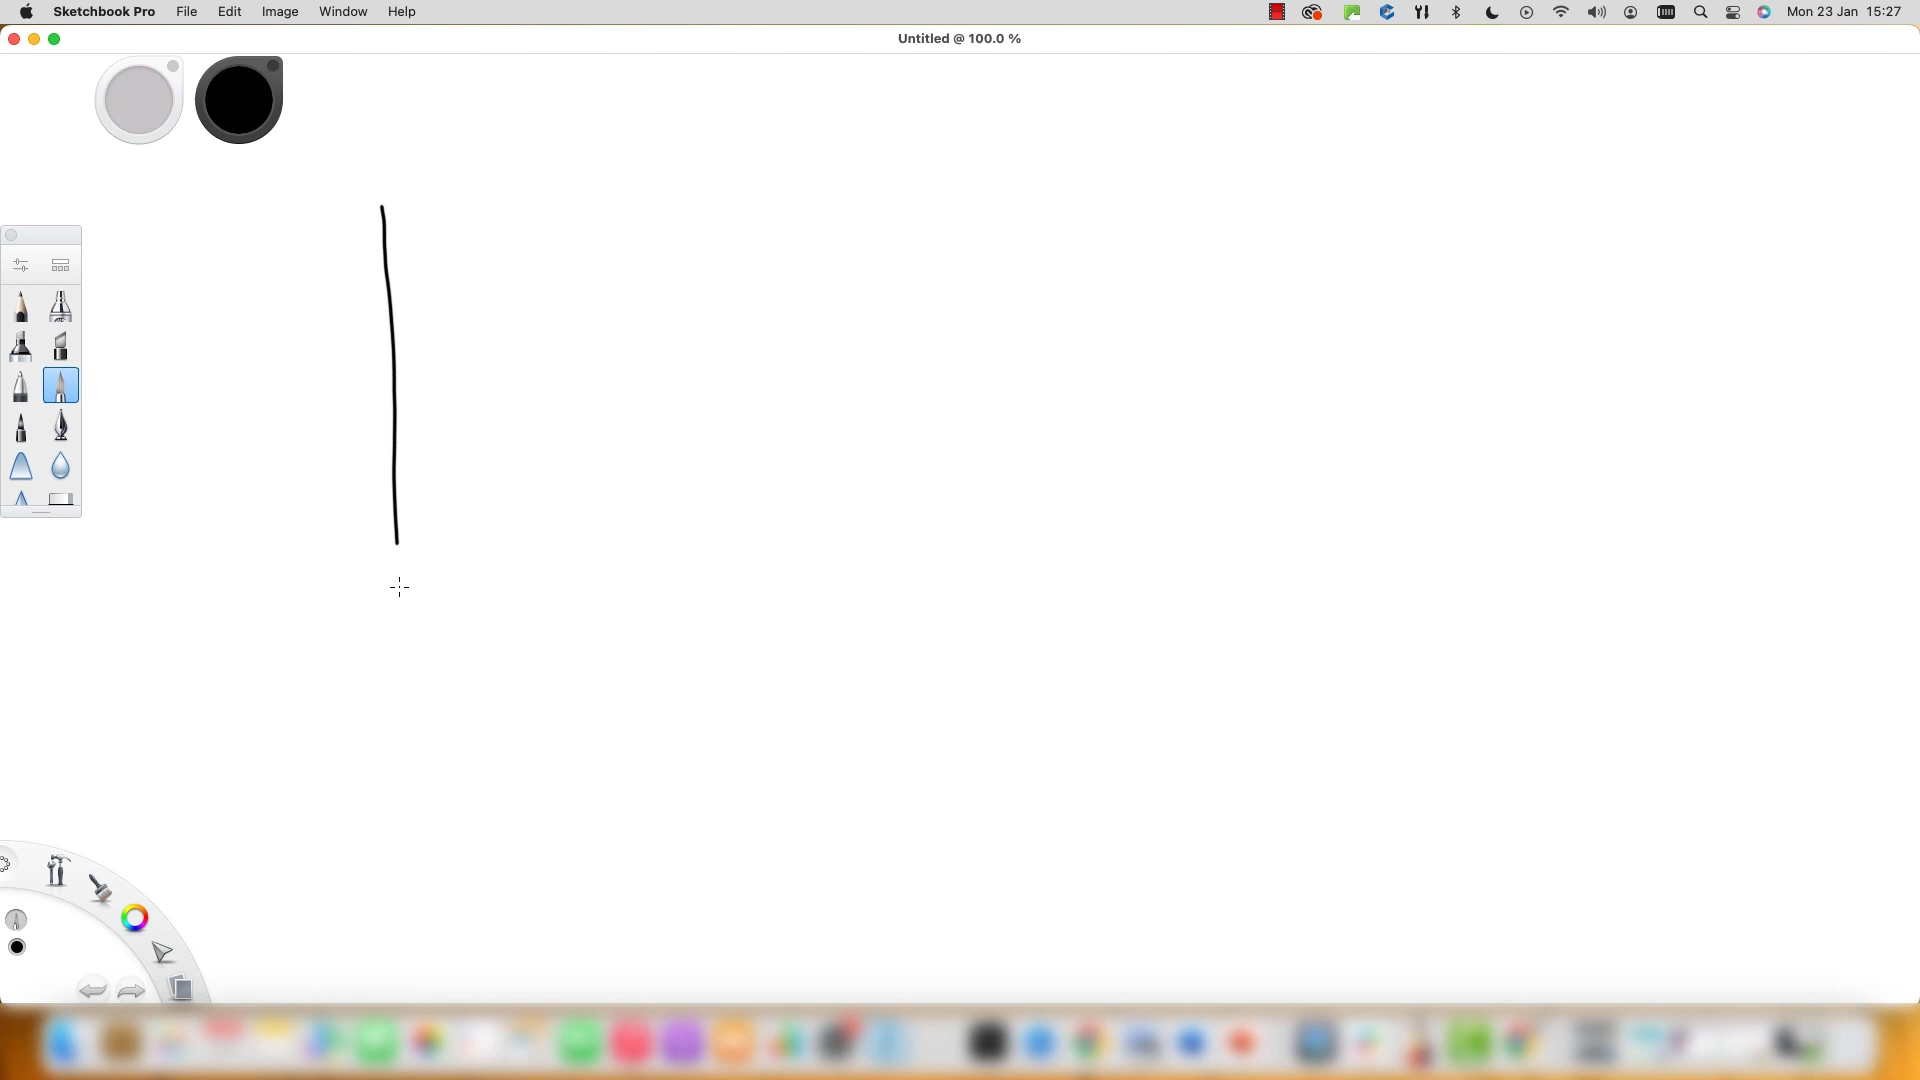 Sketchbook Pro File Edit Image Window Help Mon 23 Jan 15:27
Untitled @ 100.0 %